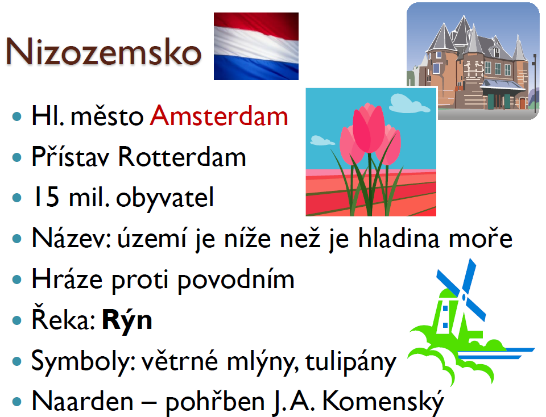 Nizozemsko
• Hl. město Amsterdam
• Přístav Rotterdam
• 15 mil. obyvatel
• Název: území je níže než je hladina moře
• Hráze proti povodním
• Řeka: Rýn
• Symboly: větrné mlýny, tulipány
• Naarden – pohřben J. A. Komenský